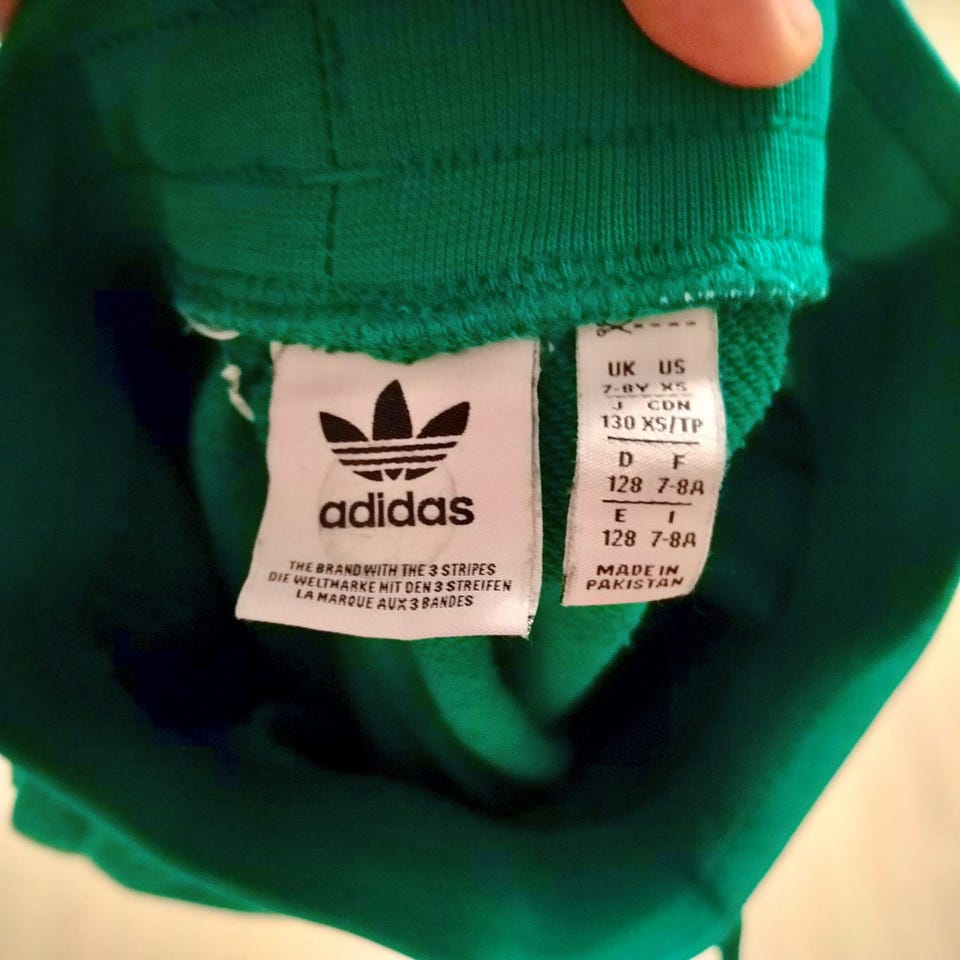 adidas
THE BRAND WITH THE 3 STRIPES
DIE WELTMARKE MIT DEN 3 STREIFEN
LA MARQUE AUX 3 BANDES
UK US
7-8Y XS
J CDN
130 XS/TP
D F
128 7-8A
E I
128 7-8A
MADE IN
PAKISTAN